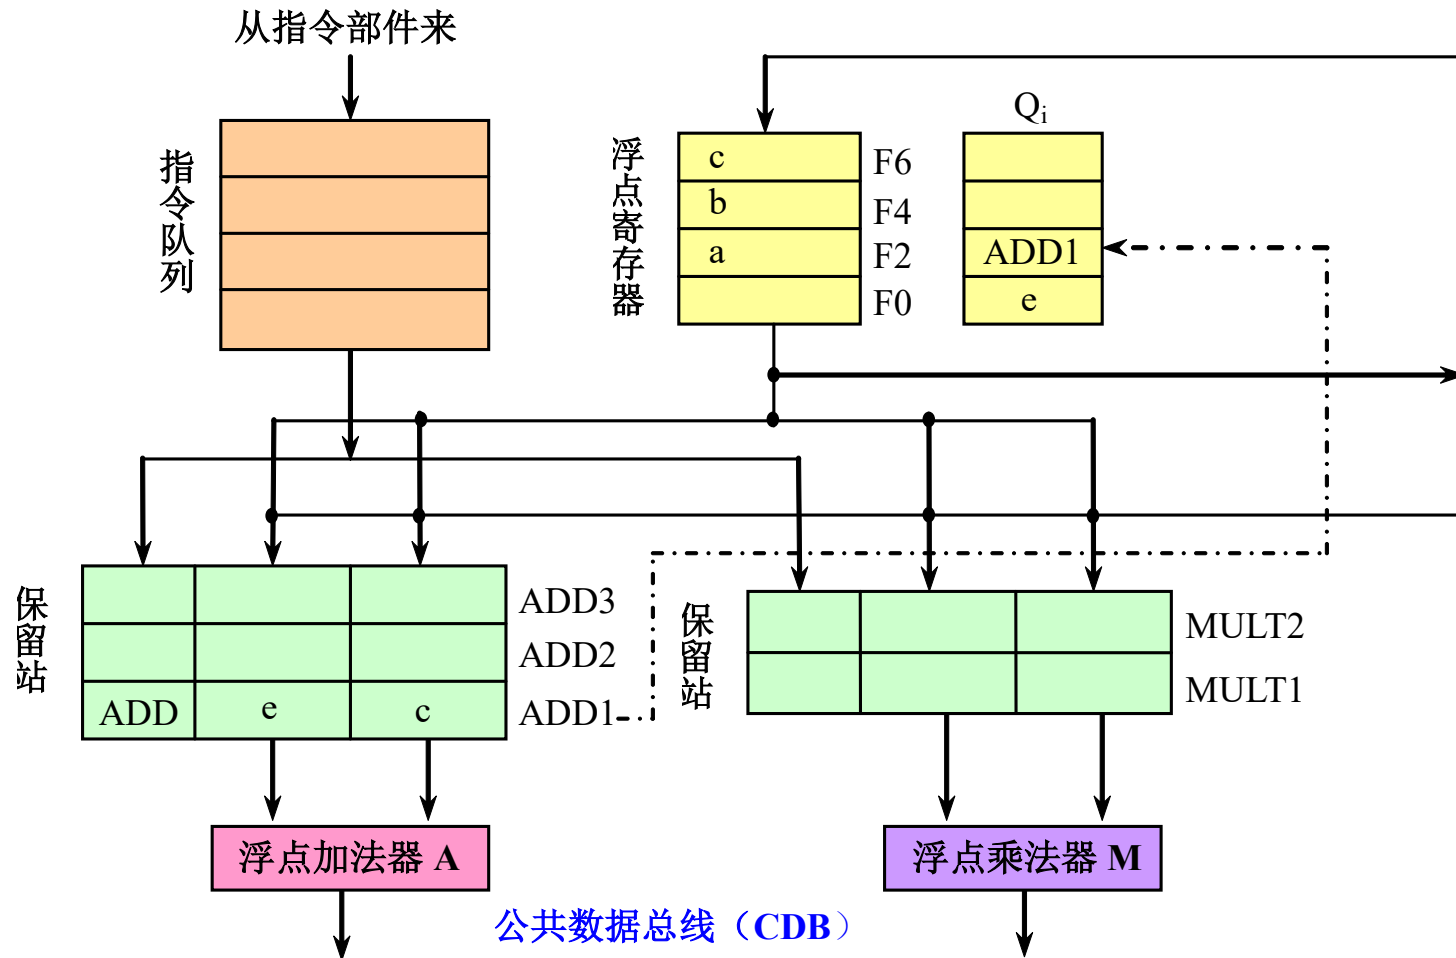 从指令部件来
指令队列
浮点寄存器
Qi
c
F6
b
F4
a
F2
ADD1
F0
e
保留站
ADD3
ADD2
ADD
e
c
ADD1
保留站
MULT2
MULT1
浮点加法器 A
浮点乘法器 M
公共数据总线（CDB）